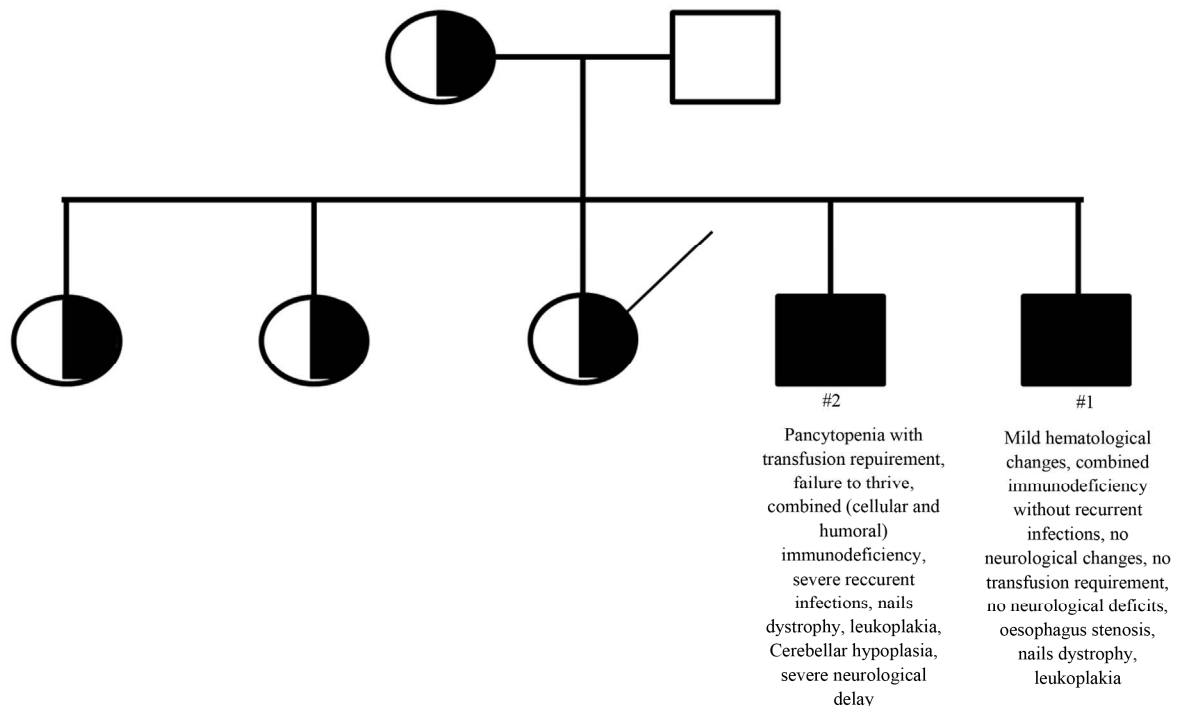 #2
Pancytopenia with
transfusion repuirement,
failure to thrive,
combined (cellular and
humoral)
immunodeficiency,
severe reccurent
infections, nails
dystrophy, leukoplakia,
Cerebellar hypoplasia,
severe neurological
delay
#1
Mild hematological
changes, combined
immunodeficiency
without recurrent
infections, no
neurological changes, no
transfusion requirement,
no neurological deficits,
oesophagus stenosis,
nails dystrophy,
leukoplakia